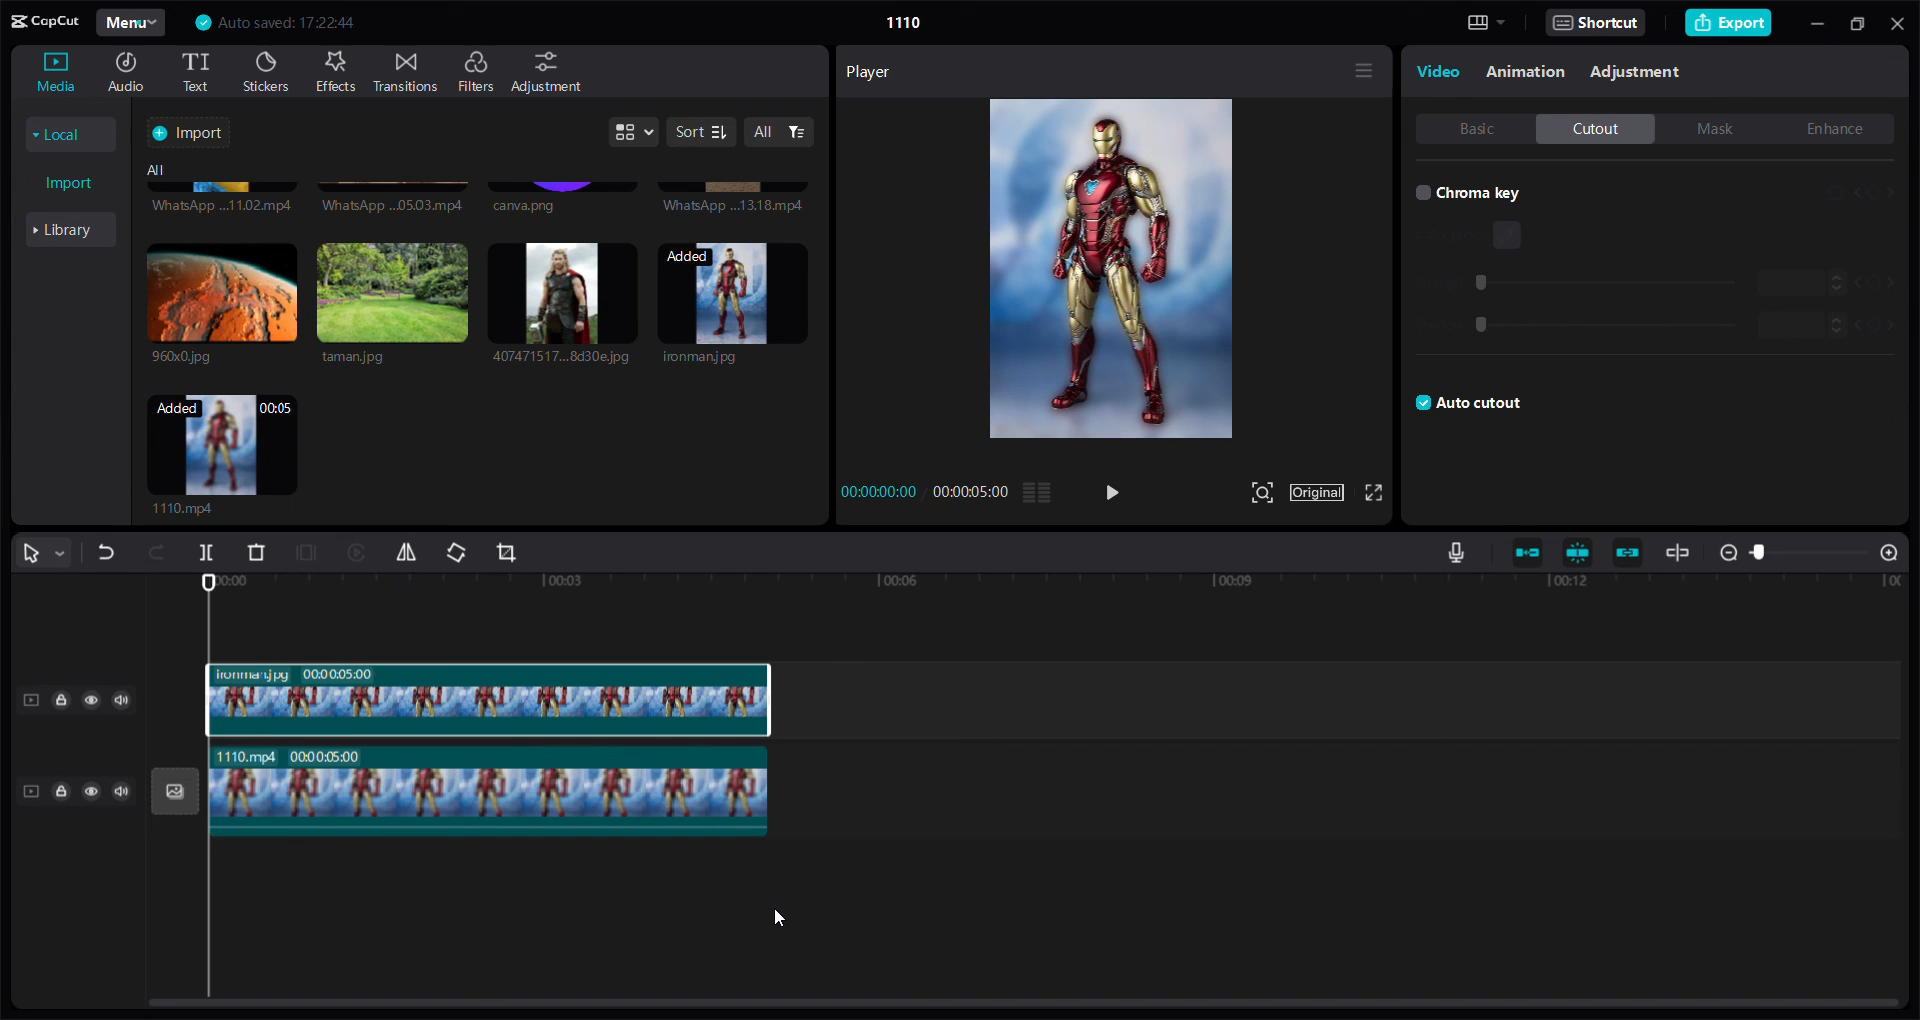 CapCut Menu Auto saved: 17:22:44 1110 Shortcut Export
Media Audio Text Stickers Effects Transitions Filters Adjustment
Player
Video Animation Adjustment
Local
Import
Library
Import Sort All
All
WhatsApp ...11.02.mp4 WhatsApp ...05.03.mp4 canva.png WhatsApp ...13.18.mp4
Added
960x0.jpg taman.jpg 407471517...8d30e.jpg ironman.jpg
Added 00:05
1110.mp4
00:00:00:00 / 00:00:05:00 Original
Basic Cutout Mask Enhance
Chroma key
Auto cutout
00:00 00:03 00:06 00:09 00:12
ironman.jpg 00:00:05:00
1110.mp4 00:00:05:00